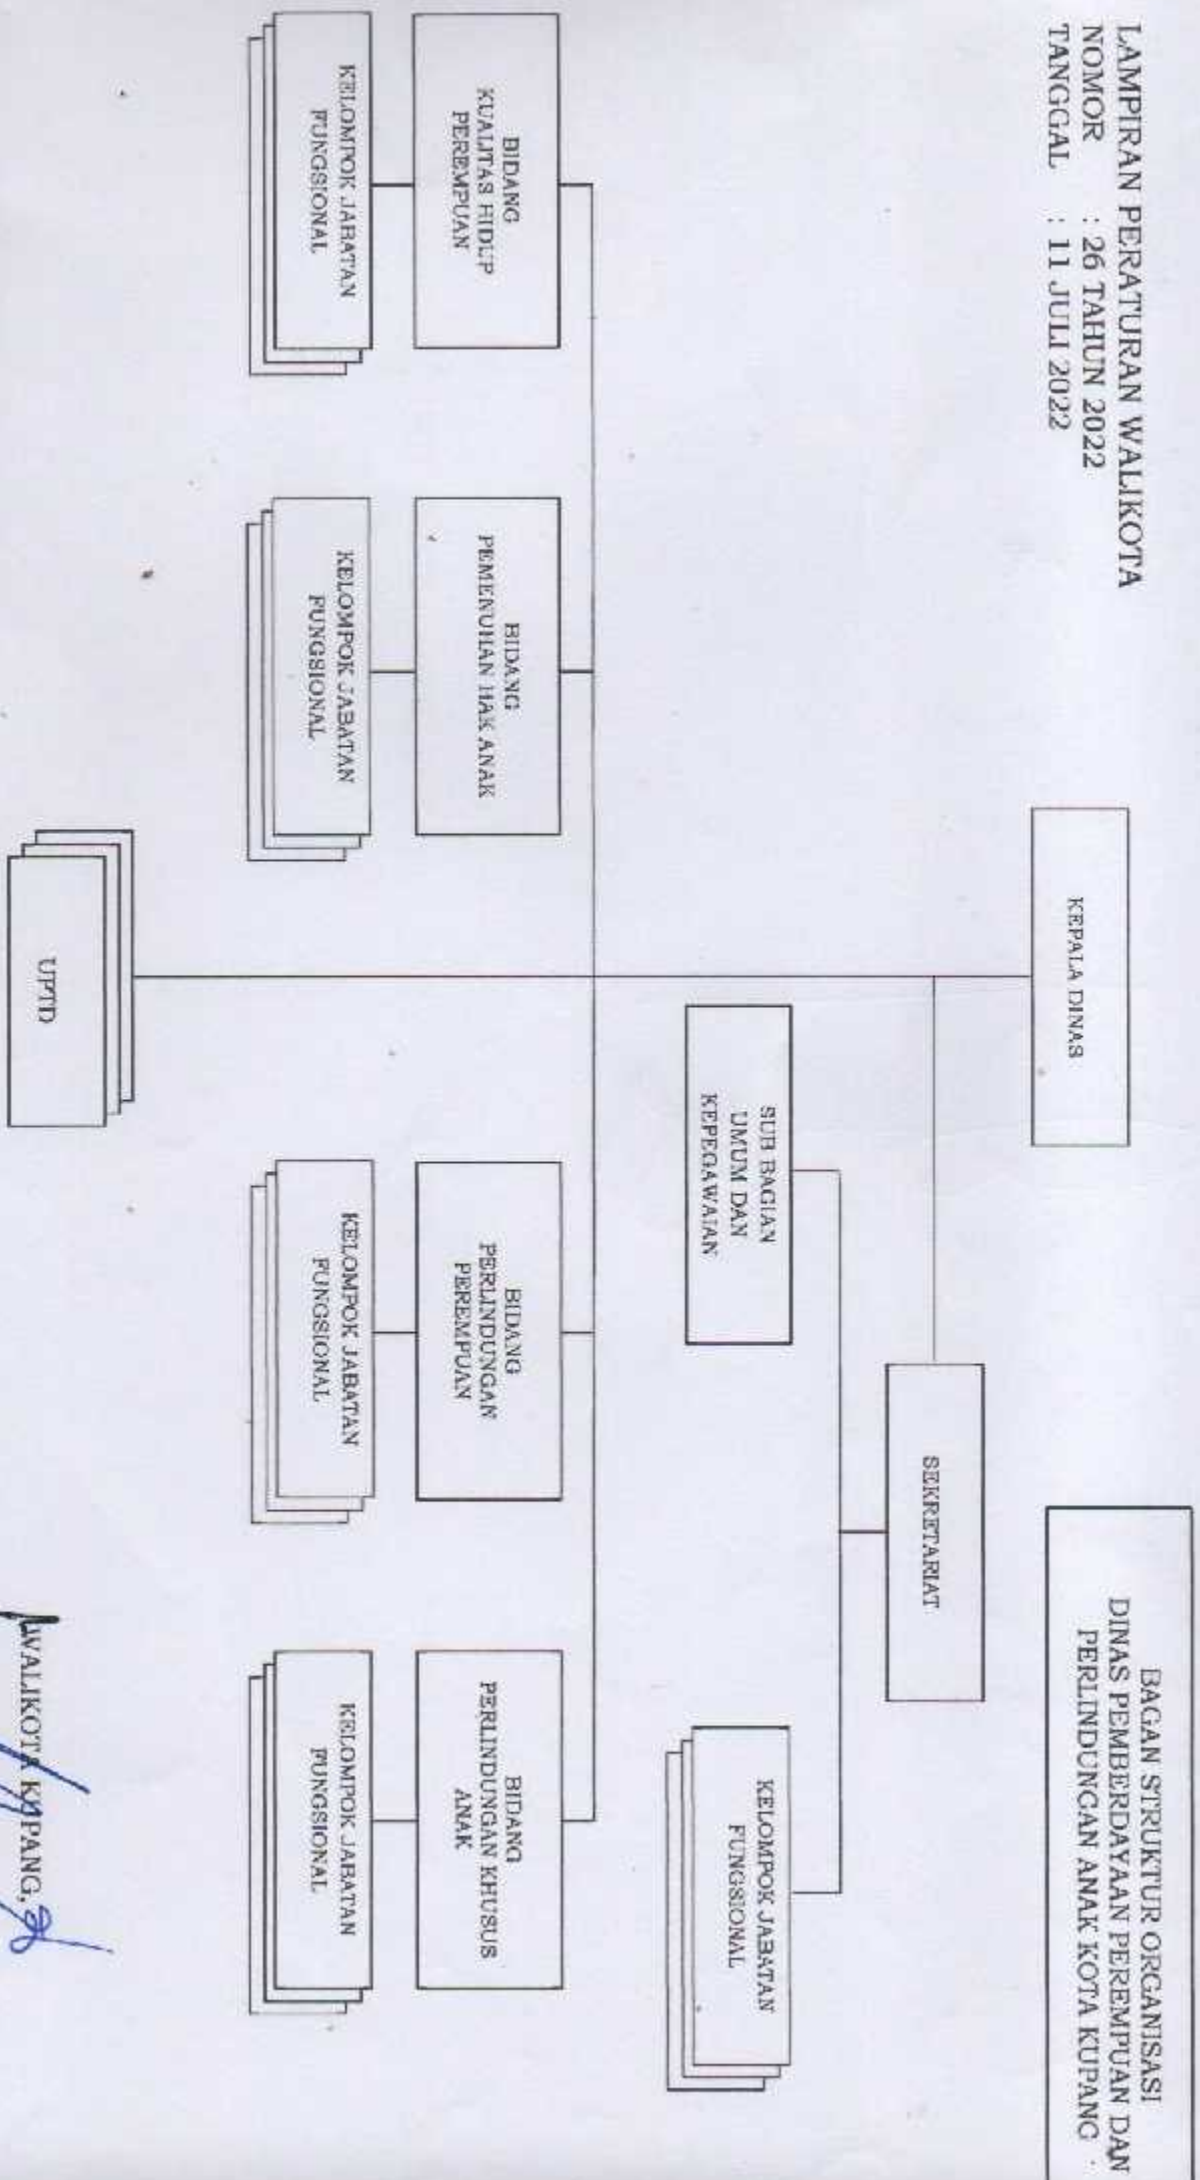 LAMPIRAN PERATURAN WALIKOTA
NOMOR : 26 TAHUN 2022
TANGGAL : 11 JULI 2022
BAGAN STRUKTUR ORGANISASI
DINAS PEMBERDAYAAN PEREMPUAN DAN
PERLINDUNGAN ANAK KOTA KUPANG
KEPALA DINAS
SEKRETARIAT
SUB BAGIAN
UMUM DAN
KEPEGAWAIAN
KELOMPOK JABATAN
FUNGSIONAL
BIDANG
KUALITAS HIDUP
PEREMPUAN
BIDANG
PEMENUHAN HAK ANAK
BIDANG
PERLINDUNGAN
PEREMPUAN
BIDANG
PERLINDUNGAN KHUSUS
ANAK
KELOMPOK JABATAN
FUNGSIONAL
KELOMPOK JABATAN
FUNGSIONAL
KELOMPOK JABATAN
FUNGSIONAL
KELOMPOK JABATAN
FUNGSIONAL
UPTD
WALIKOTA KUPANG,